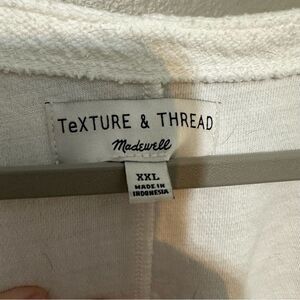 TeXTURE & THREAD
Madewell
XXL
MADE IN
INDONESIA